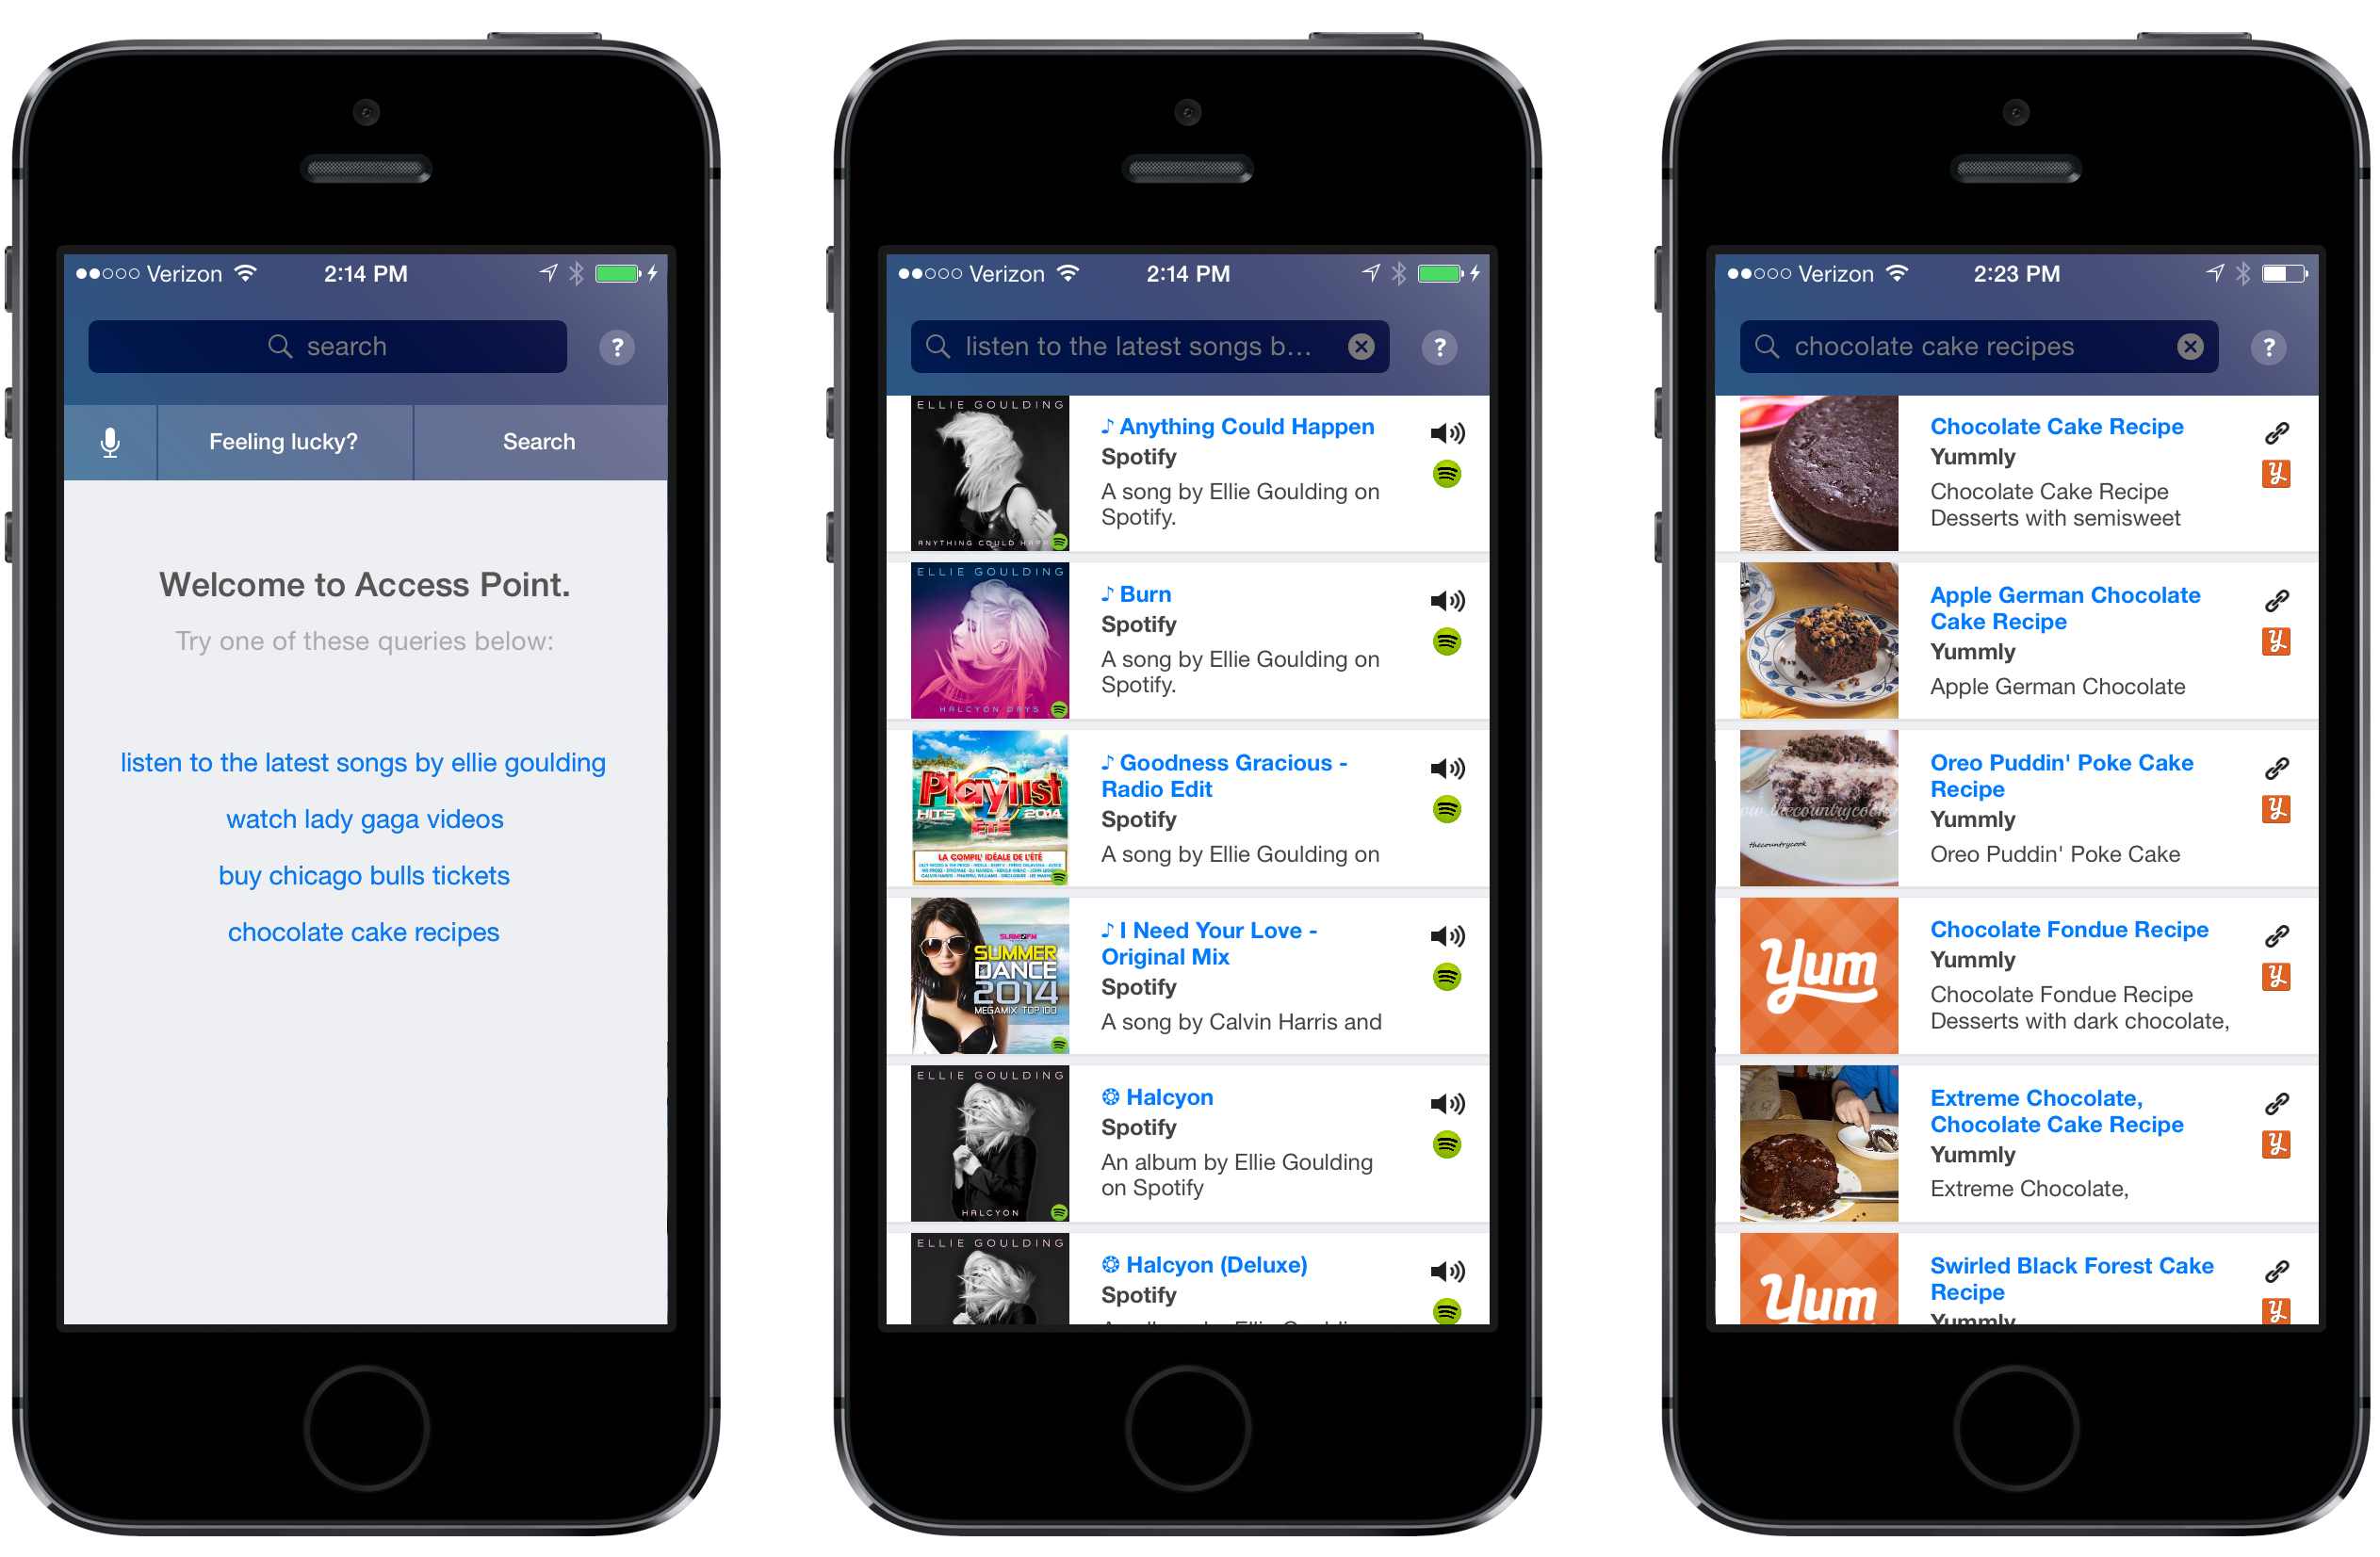 Verizon 2:14 PM
search ?
Feeling lucky? Search
Welcome to Access Point.
Try one of these queries below:
listen to the latest songs by ellie goulding
watch lady gaga videos
buy chicago bulls tickets
chocolate cake recipes
Verizon 2:14 PM
listen to the latest songs b... ?
ELLIE GOULDING
♪ Anything Could Happen
Spotify
A song by Ellie Goulding on
Spotify.
ELLIE GOULDING
HALCYON DAYS
♪ Burn
Spotify
A song by Ellie Goulding on
Spotify.
Playlist
HITS ÉTÉ 2014
LA COMPIL' IDÉALE DE L'ÉTÉ
♪ Goodness Gracious -
Radio Edit
Spotify
A song by Ellie Goulding on
SLAM!FM
SUMMER
DANCE
2014
MEGAMIX TOP 100
♪ I Need Your Love -
Original Mix
Spotify
A song by Calvin Harris and
ELLIE GOULDING
HALCYON
Halcyon
Spotify
An album by Ellie Goulding
on Spotify
ELLIE GOULDING
Halcyon (Deluxe)
Spotify
Verizon 2:23 PM
chocolate cake recipes ?
Chocolate Cake Recipe
Yummly
Chocolate Cake Recipe
Desserts with semisweet
Apple German Chocolate
Cake Recipe
Yummly
Apple German Chocolate
thecountrycook
Oreo Puddin' Poke Cake
Recipe
Yummly
Oreo Puddin' Poke Cake
Yum
Chocolate Fondue Recipe
Yummly
Chocolate Fondue Recipe
Desserts with dark chocolate,
Extreme Chocolate,
Chocolate Cake Recipe
Yummly
Extreme Chocolate,
Yum
Swirled Black Forest Cake
Recipe
Yummly